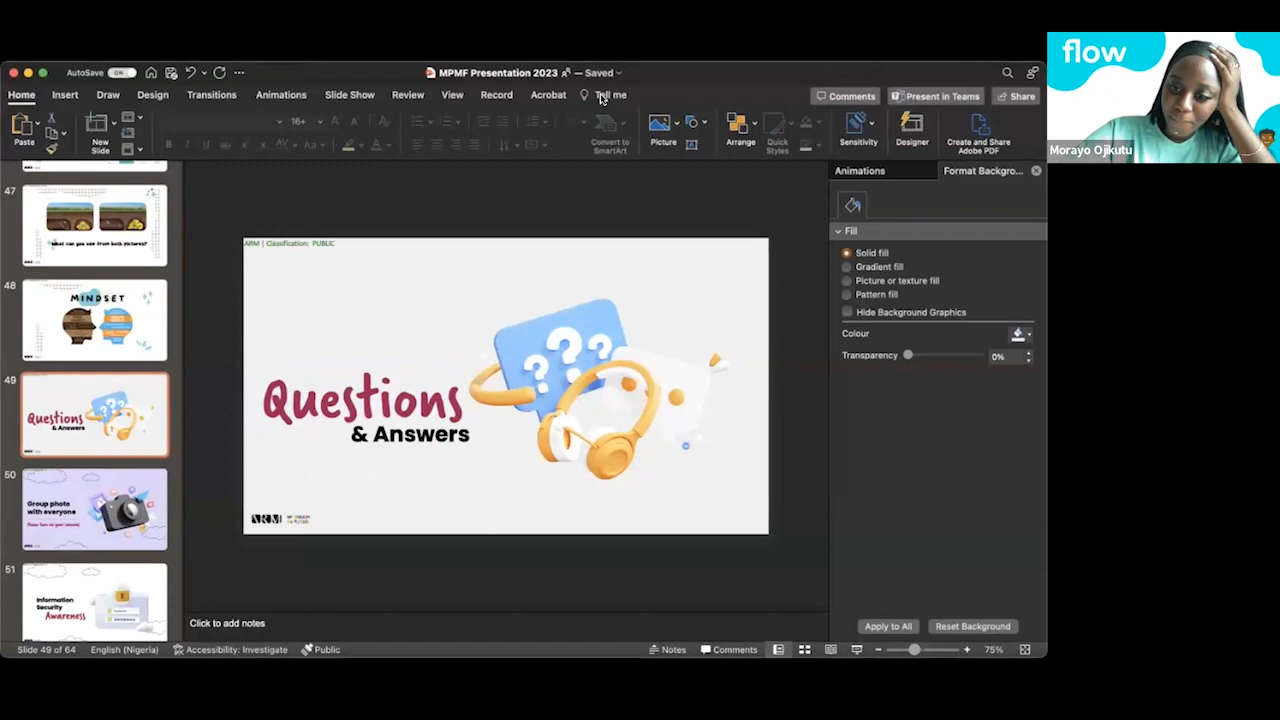 flow
Morayo Ojikutu
AutoSave ON
MPMF Presentation 2023 — Saved
Home Insert Draw Design Transitions Animations Slide Show Review View Record Acrobat Tell me
Comments Present in Teams Share
Paste
New
Slide
16+
Convert to
SmartArt
Picture
Arrange
Quick
Styles
Sensitivity
Designer
Create and Share
Adobe PDF
47
What can you see from both pictures?
48
MINDSET
49
Questions
& Answers
50
Group photo
with everyone
51
Information
Security
Awareness
ARM | Classification: PUBLIC
Questions
& Answers
ARM
Click to add notes
Animations
Format Backgro...
Fill
Solid fill
Gradient fill
Picture or texture fill
Pattern fill
Hide Background Graphics
Colour
Transparency 0%
Apply to All Reset Background
Slide 49 of 64 English (Nigeria) Accessibility: Investigate Public Notes Comments 75%